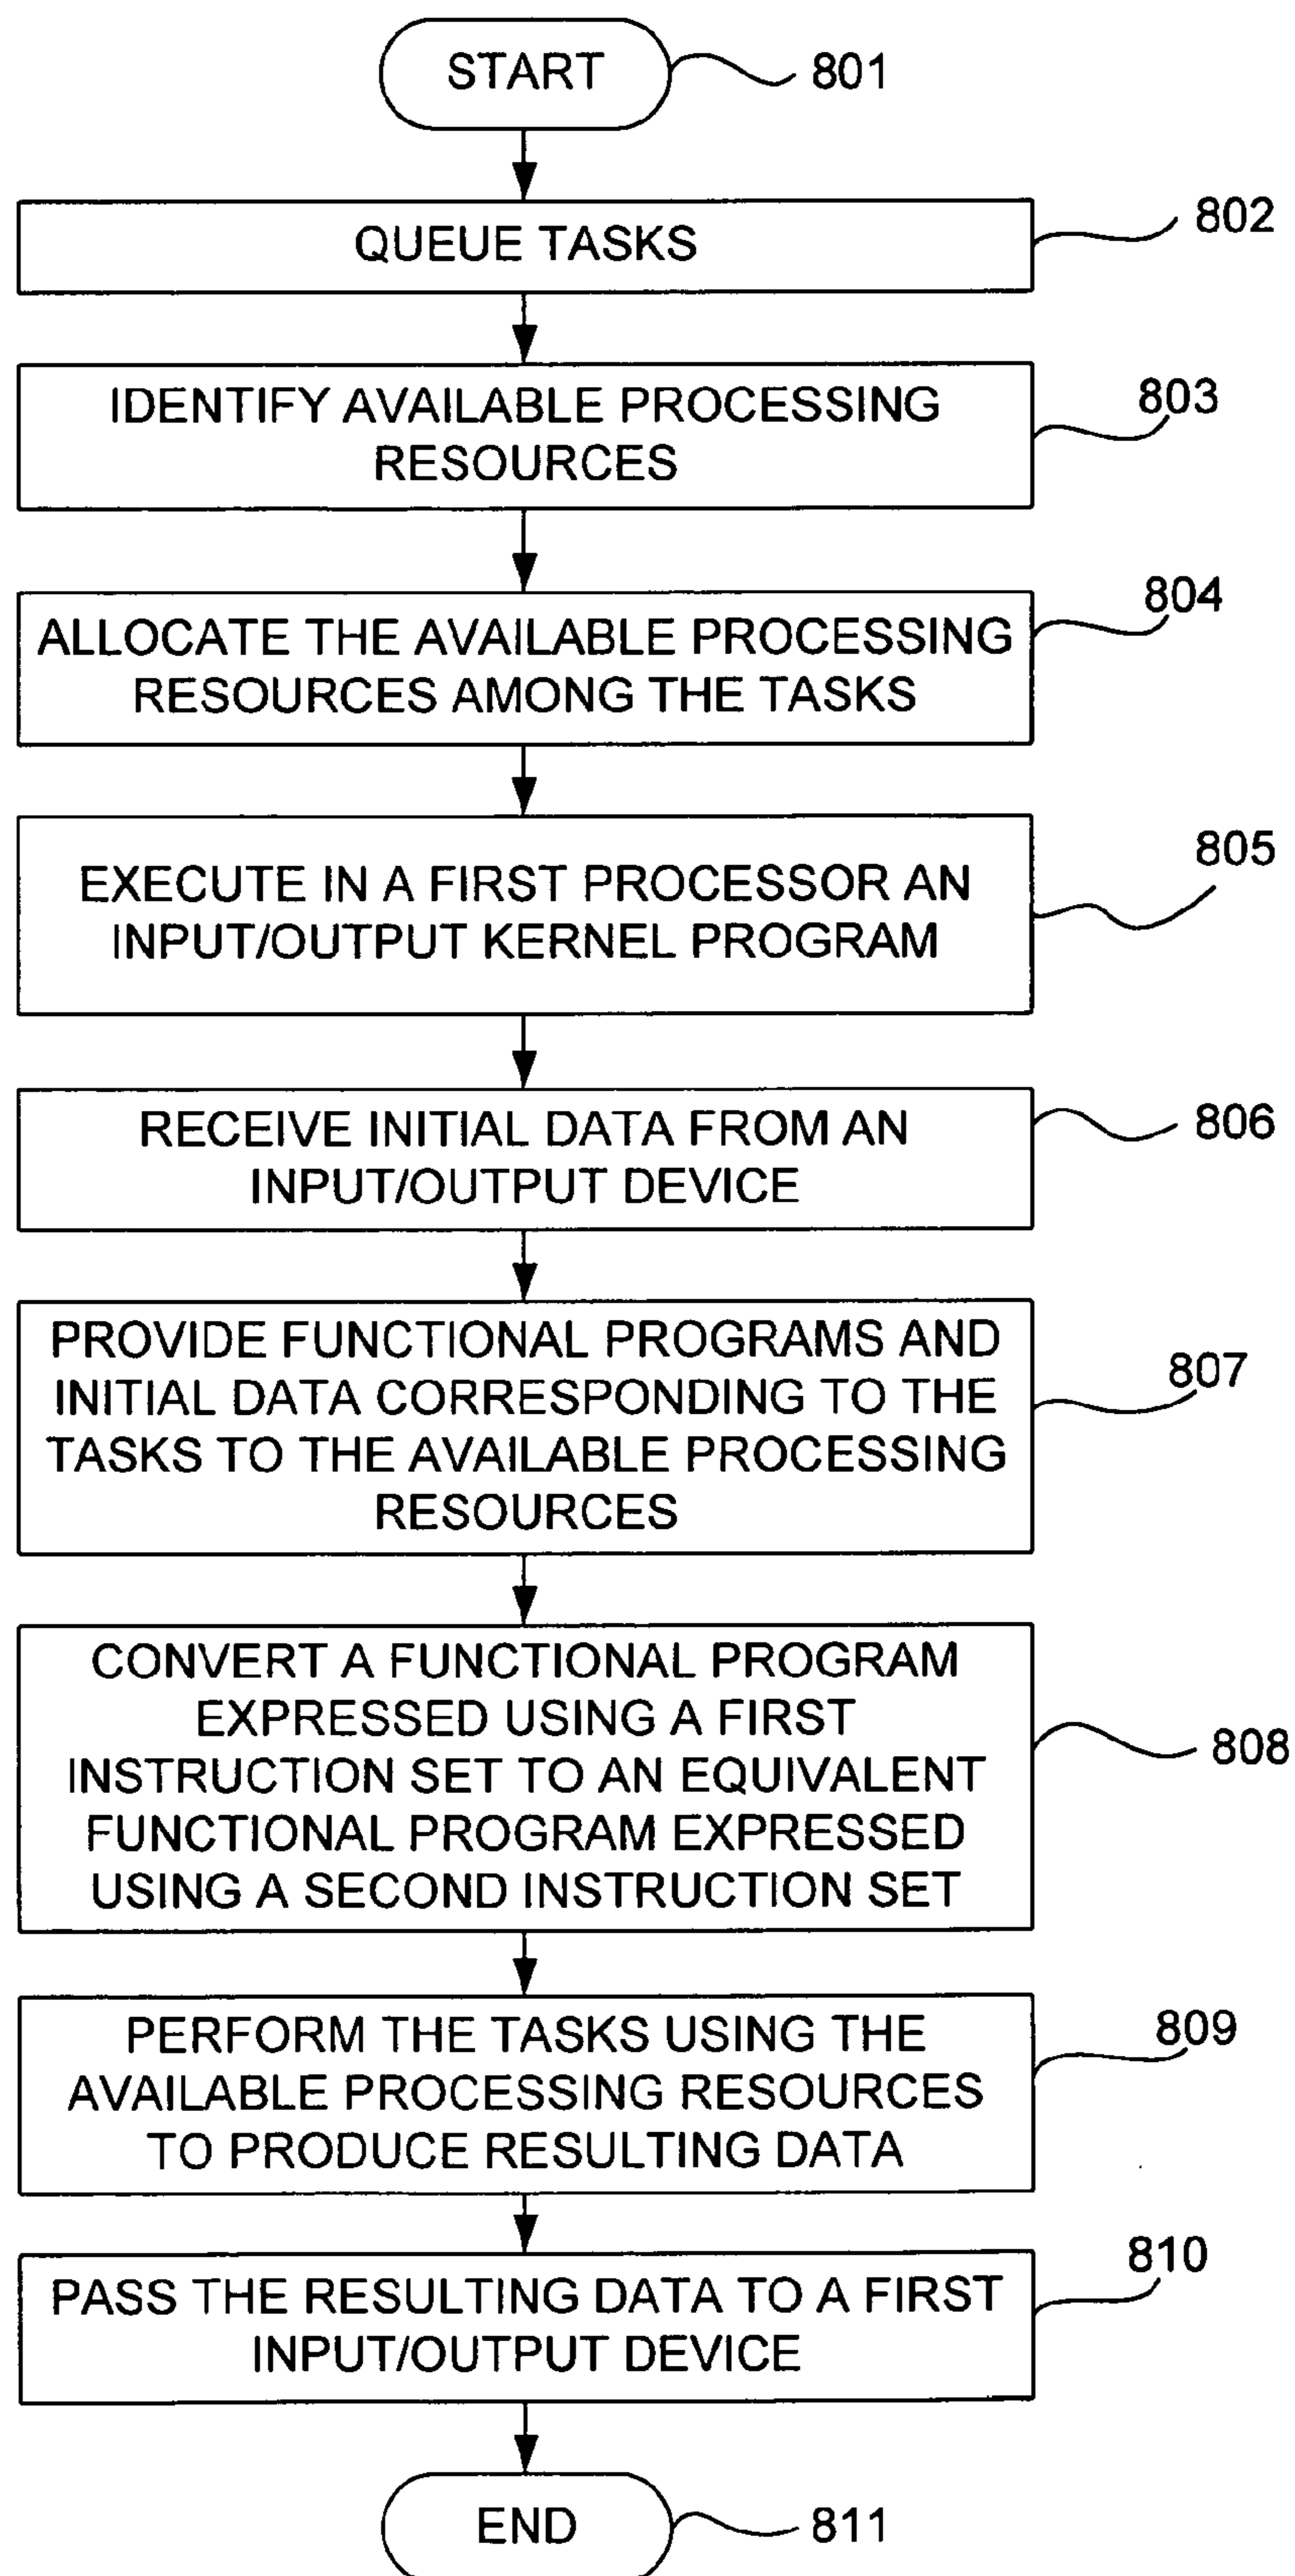 START
801
QUEUE TASKS
802
IDENTIFY AVAILABLE PROCESSING
RESOURCES
803
ALLOCATE THE AVAILABLE PROCESSING
RESOURCES AMONG THE TASKS
804
EXECUTE IN A FIRST PROCESSOR AN
INPUT/OUTPUT KERNEL PROGRAM
805
RECEIVE INITIAL DATA FROM AN
INPUT/OUTPUT DEVICE
806
PROVIDE FUNCTIONAL PROGRAMS AND
INITIAL DATA CORRESPONDING TO THE
TASKS TO THE AVAILABLE PROCESSING
RESOURCES
807
CONVERT A FUNCTIONAL PROGRAM
EXPRESSED USING A FIRST
INSTRUCTION SET TO AN EQUIVALENT
FUNCTIONAL PROGRAM EXPRESSED
USING A SECOND INSTRUCTION SET
808
PERFORM THE TASKS USING THE
AVAILABLE PROCESSING RESOURCES
TO PRODUCE RESULTING DATA
809
PASS THE RESULTING DATA TO A FIRST
INPUT/OUTPUT DEVICE
810
END
811